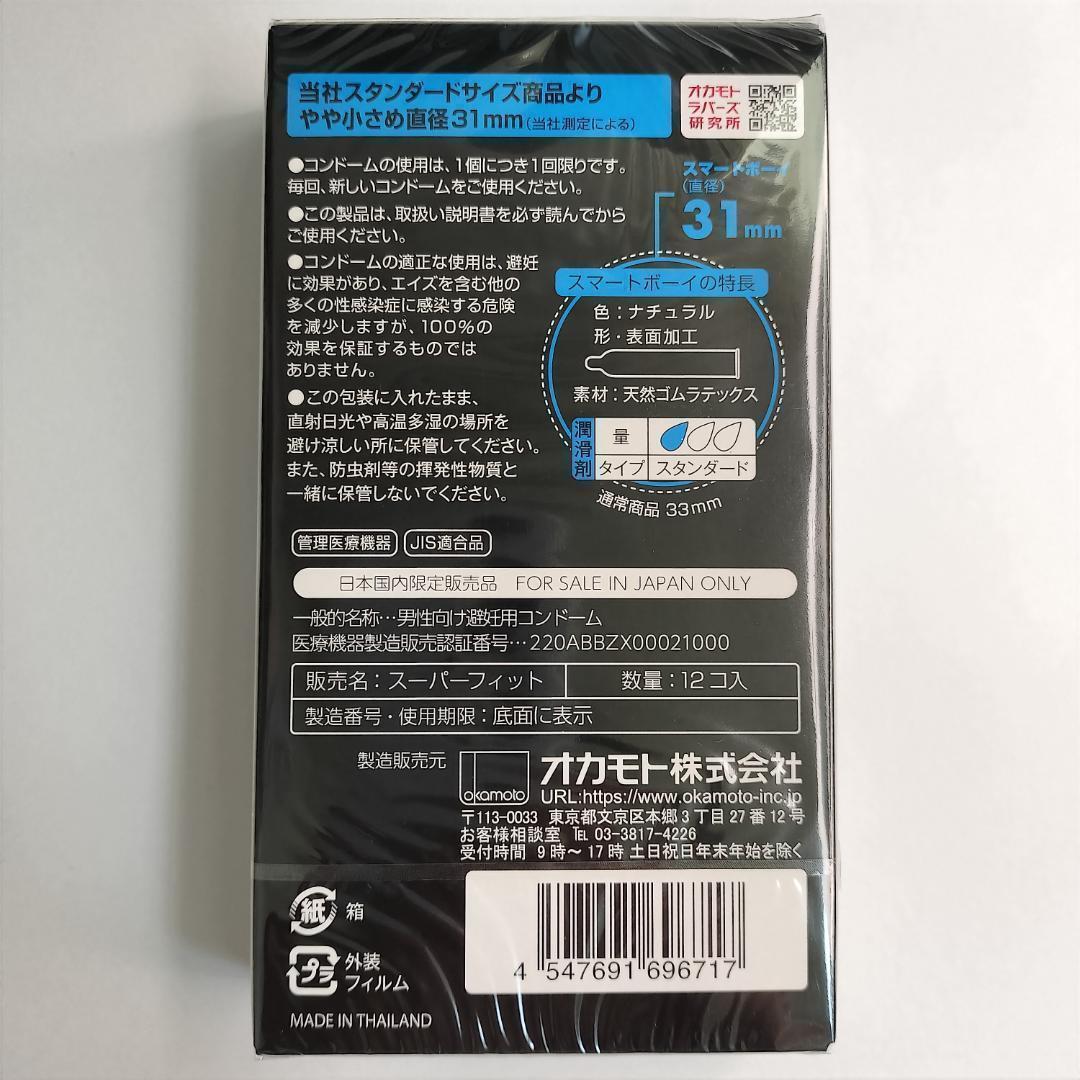 当社スタンダードサイズ商品より
やや小さめ直径31mm(当社測定による)
オカモト
ラバーズ
研究所
●コンドームの使用は、1個につき1回限りです。
毎回、新しいコンドームをご使用ください。
●この製品は、取扱い説明書を必ず読んでから
ご使用ください。
●コンドームの適正な使用は、避妊
に効果があり、エイズを含む他の
多くの性感染症に感染する危険
を減少しますが、100%の
効果を保証するものでは
ありません。
●この包装に入れたまま、
直射日光や高温多湿の場所を
避け涼しい所に保管してください。
また、防虫剤等の揮発性物質と
一緒に保管しないでください。
スマートボーイ
(直径)
31mm
スマートボーイの特長
色:ナチュラル
形・表面加工
素材:天然ゴムラテックス
潤滑剤
量
タイプ スタンダード
通常商品 33mm
管理医療機器 JIS適合品
日本国内限定販売品 FOR SALE IN JAPAN ONLY
一般的名称…男性向け避妊用コンドーム
医療機器製造販売認証番号…220ABBZX00021000
販売名:スーパーフィット 数量:12コ入
製造番号・使用期限:底面に表示
製造販売元
okamoto
オカモト株式会社
URL:https://www.okamoto-inc.jp
〒113-0033 東京都文京区本郷3丁目27番12号
お客様相談室 ℡ 03-3817-4226
受付時間 9時~17時 土日祝日年末年始を除く
紙 箱
プラ 外装
フィルム
MADE IN THAILAND
4 547691 696717